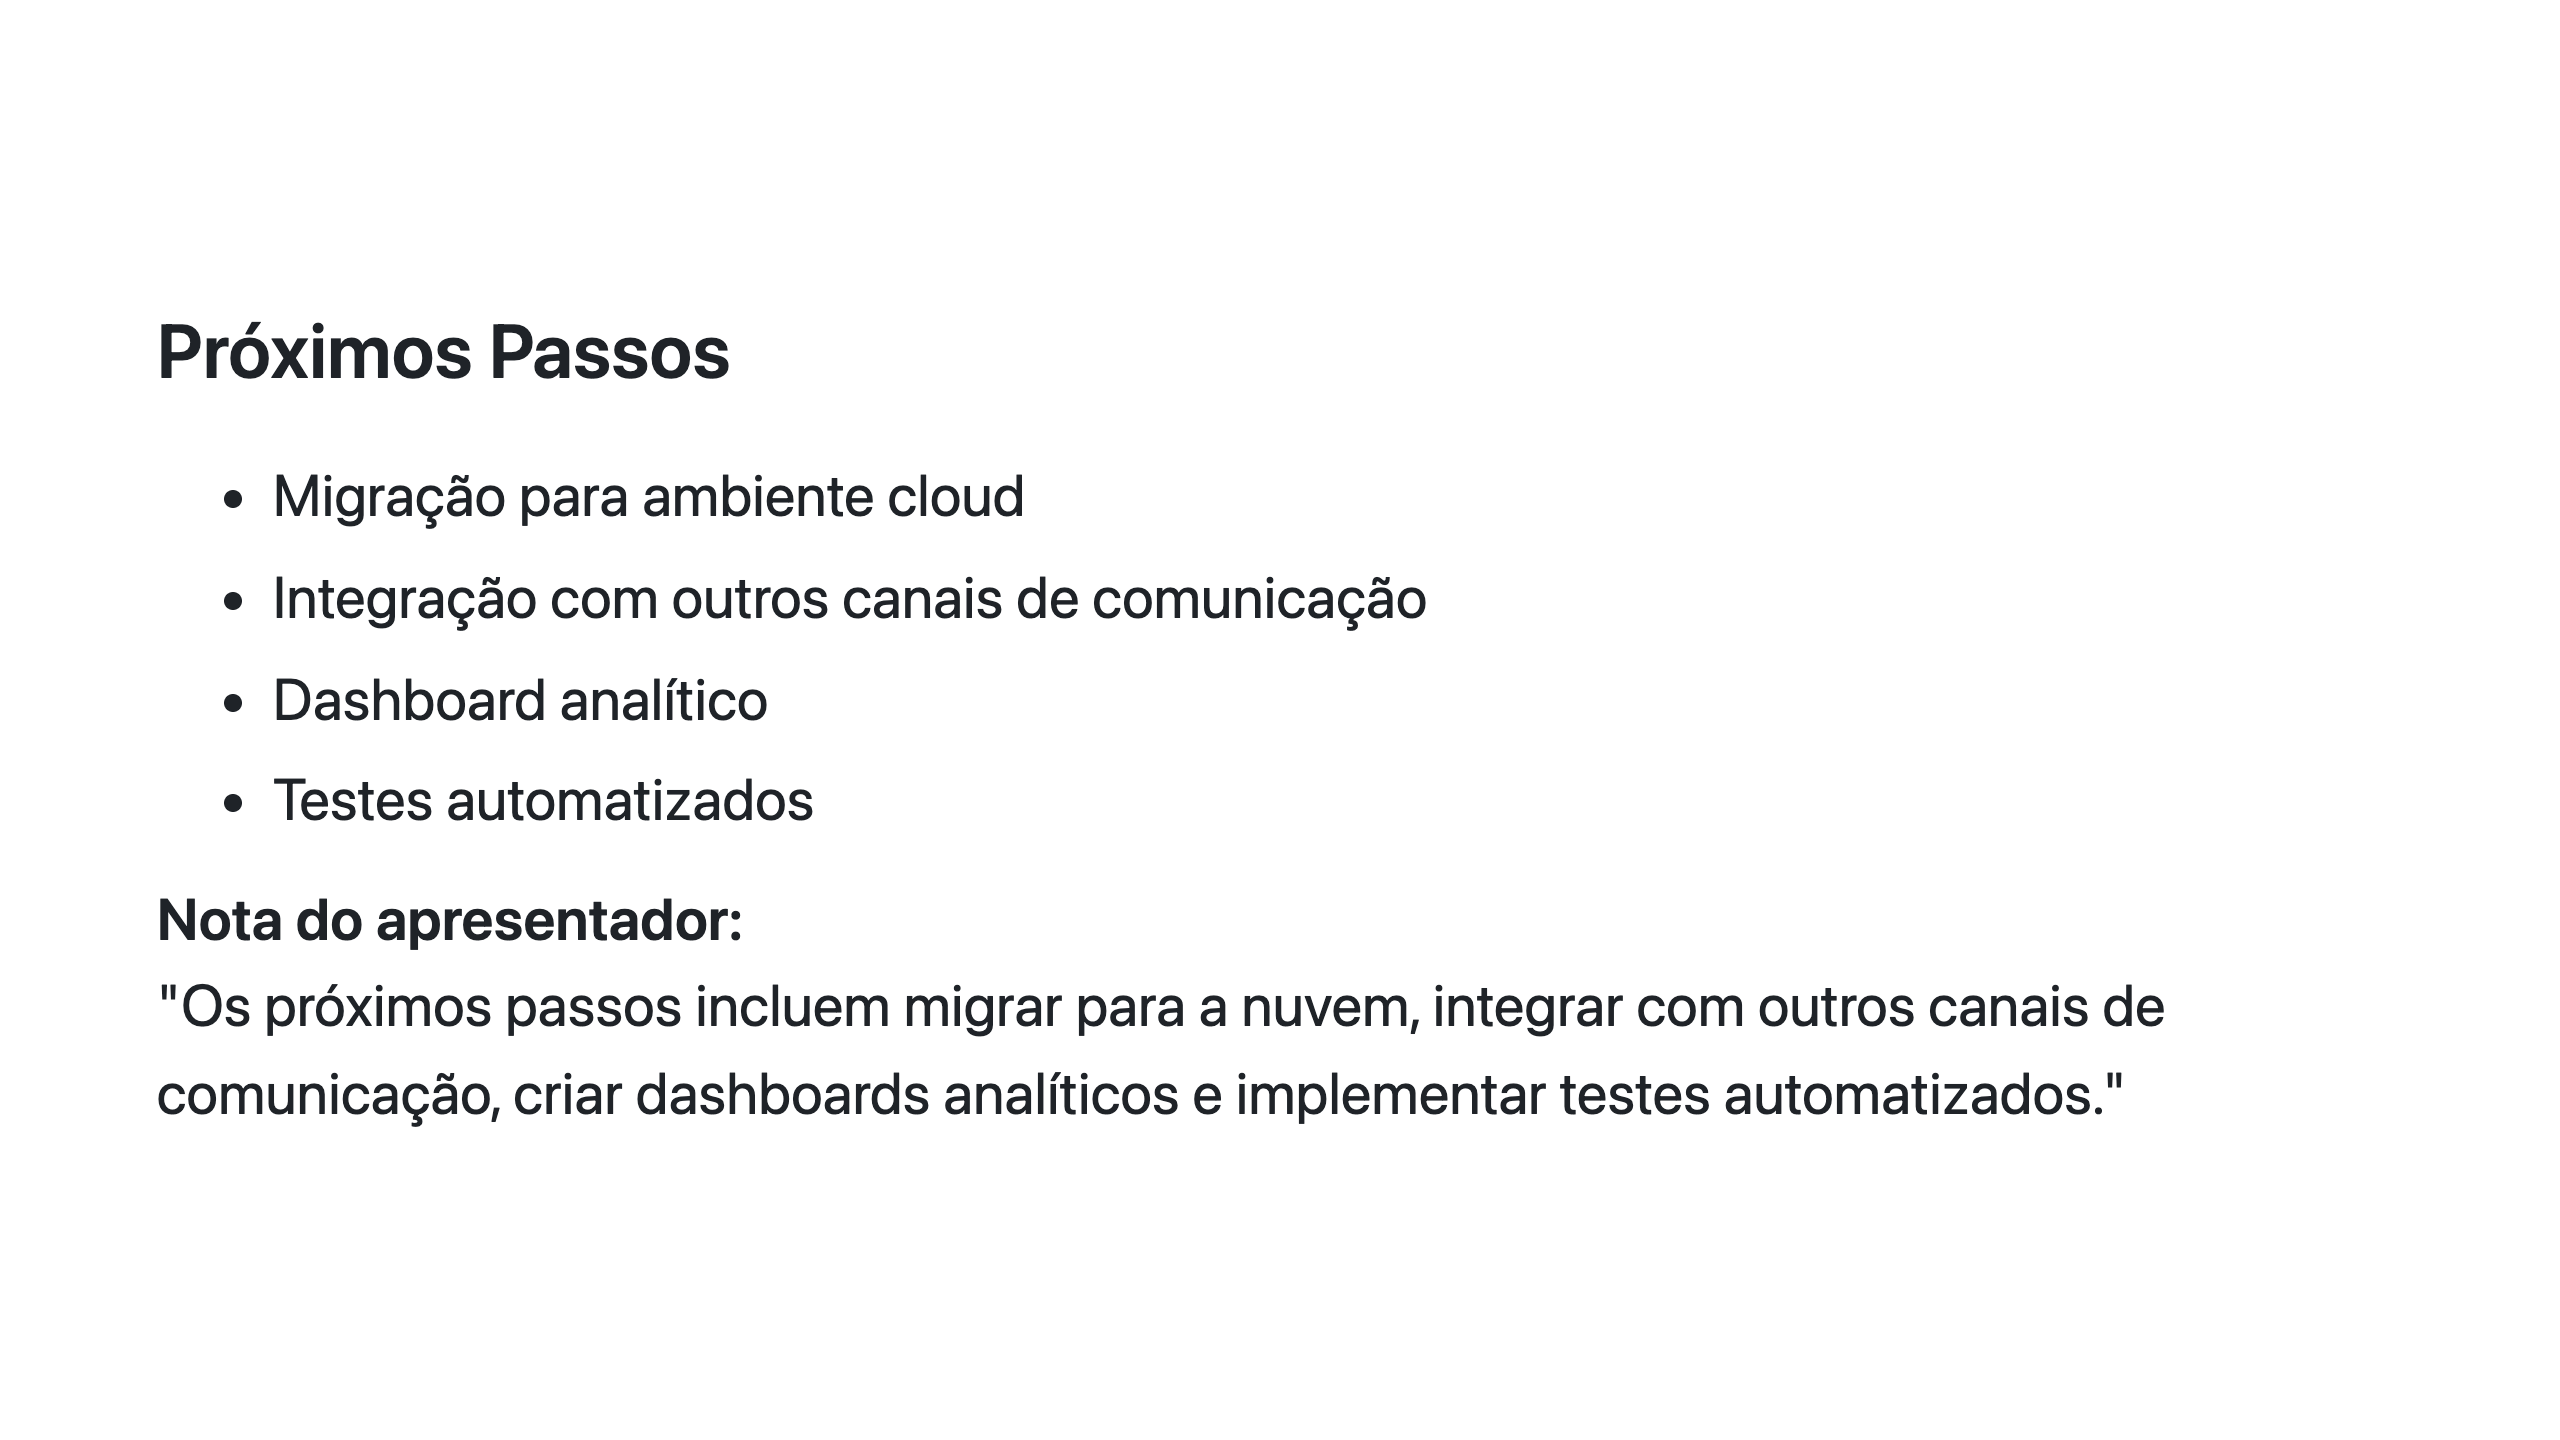 Próximos Passos
• Migração para ambiente cloud
• Integração com outros canais de comunicação
• Dashboard analítico
• Testes automatizados
Nota do apresentador:
"Os próximos passos incluem migrar para a nuvem, integrar com outros canais de
comunicação, criar dashboards analíticos e implementar testes automatizados."